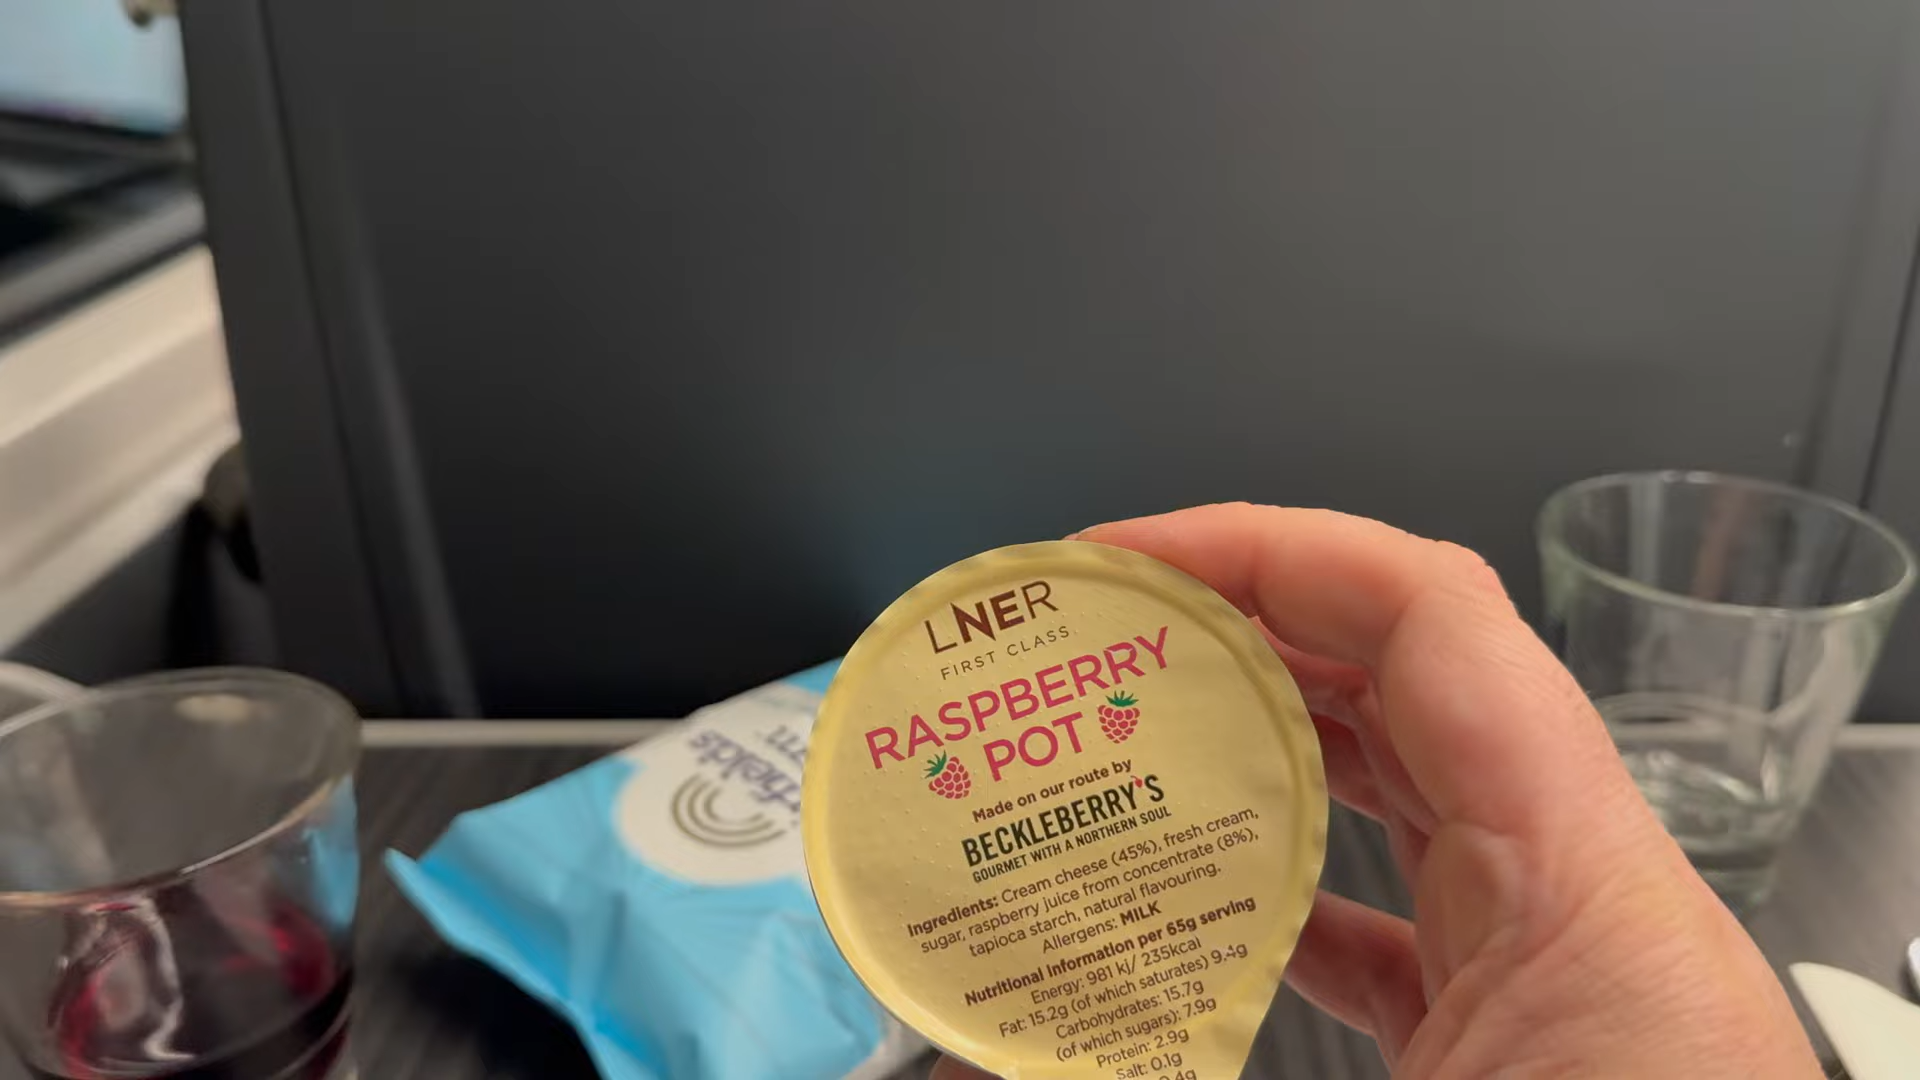 LNER
FIRST CLASS
RASPBERRY
POT
Made on our route by
BECKLEBERRY'S
GOURMET WITH A NORTHERN SOUL
Ingredients: Cream cheese (45%), fresh cream,
sugar, raspberry juice from concentrate (8%),
tapioca starch, natural flavouring,
Allergens: MILK
Nutritional Information per 65g serving
Energy: 981 kj/ 235kcal
Fat: 15.2g (of which saturates) 9.4g
Carbohydrates: 15.7g
(of which sugars): 7.9g
Protein: 2.9g
Salt: 0.1g